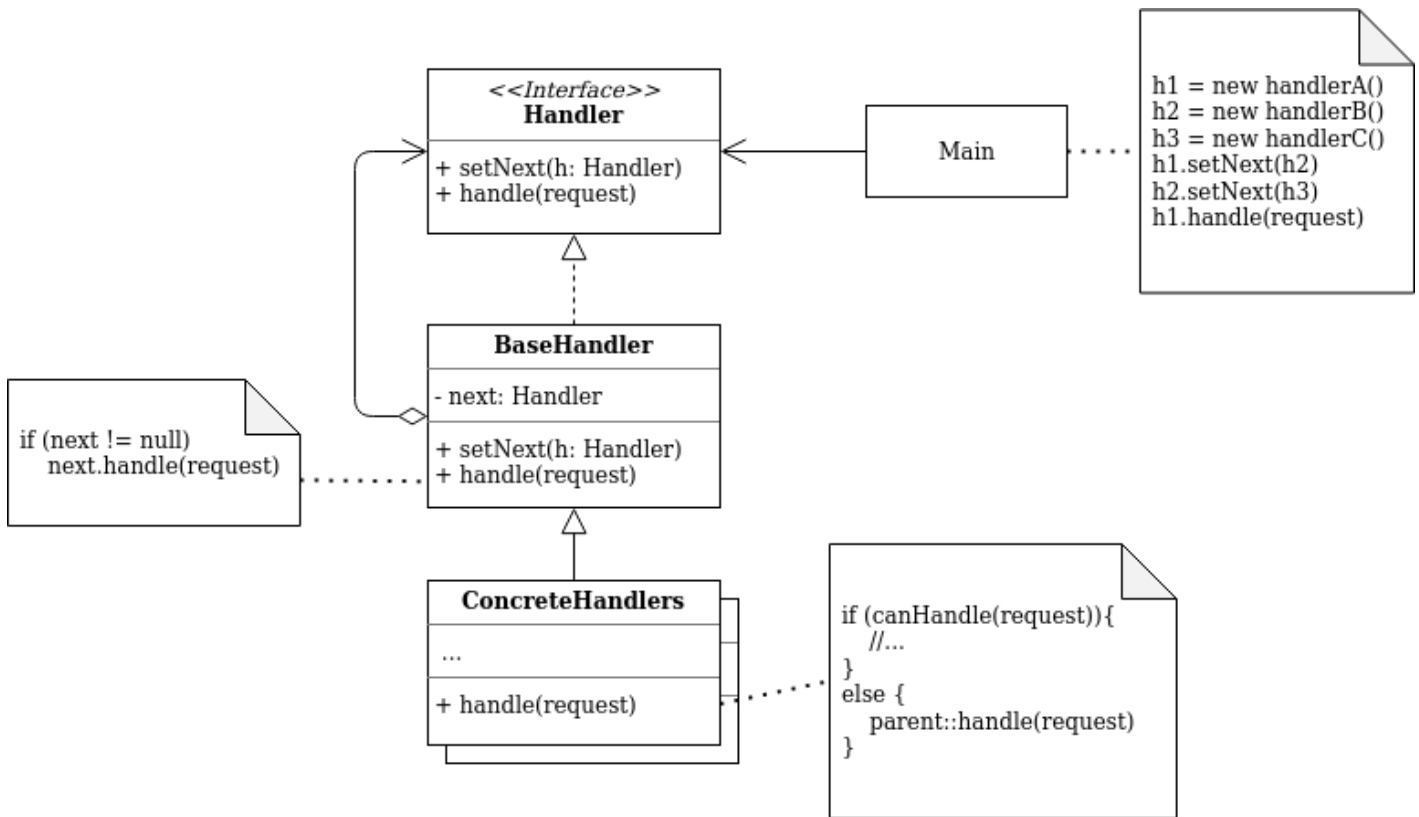 <<Interface>>
Handler
+ setNext(h: Handler)
+ handle(request)
Main
h1 = new handlerA()
h2 = new handlerB()
h3 = new handlerC()
h1.setNext(h2)
h2.setNext(h3)
h1.handle(request)
BaseHandler
- next: Handler
+ setNext(h: Handler)
+ handle(request)
if (next != null)
next.handle(request)
ConcreteHandlers
...
+ handle(request)
if (canHandle(request)){
//...
}
else {
parent::handle(request)
}